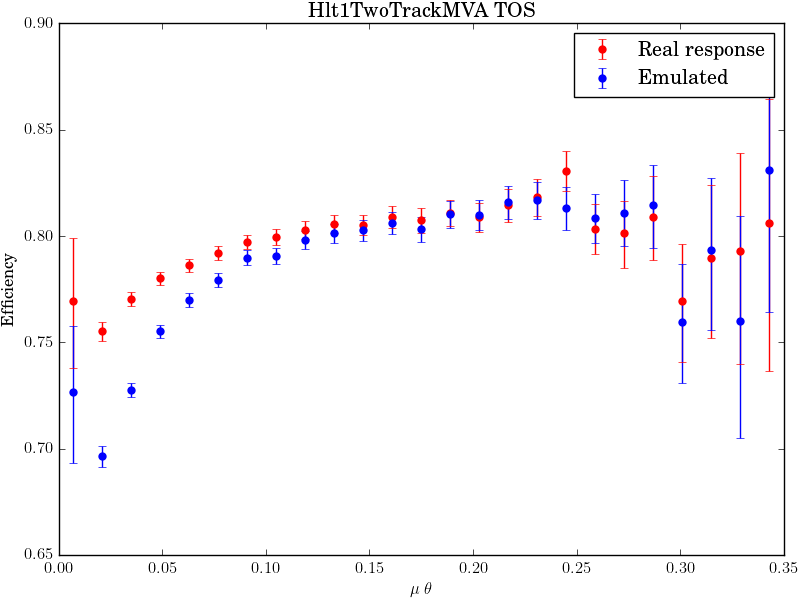 Hlt1TwoTrackMVA TOS
0.90
0.85
0.80
0.75
0.70
0.65
Efficiency
Real response
Emulated
0.00 0.05 0.10 0.15 0.20 0.25 0.30 0.35
μ θ